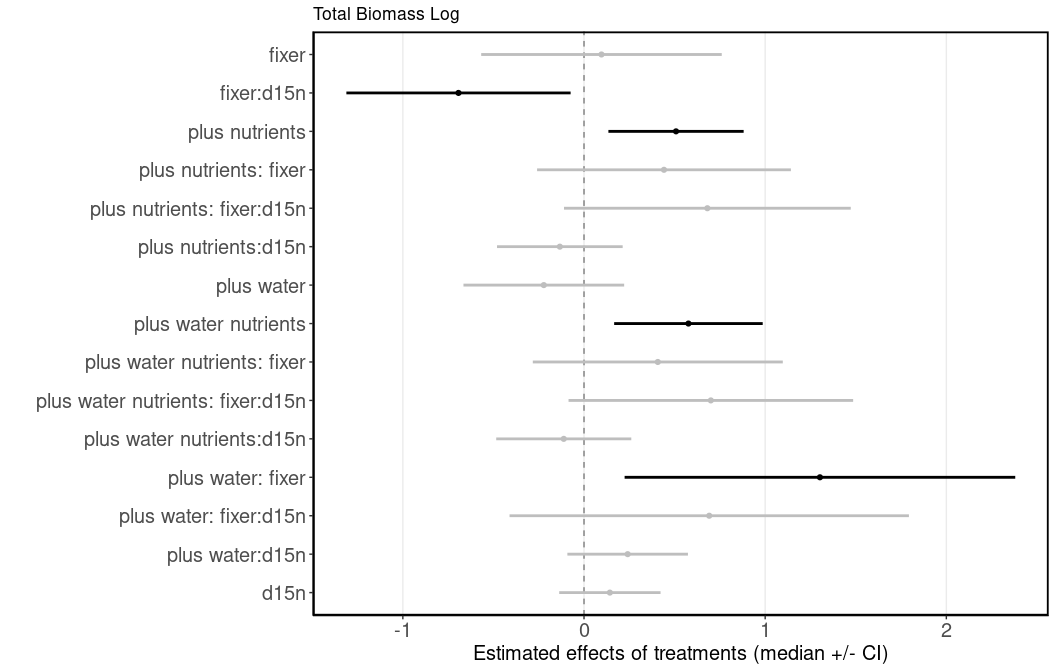 Total Biomass Log
fixer
fixer:d15n
plus nutrients
plus nutrients: fixer
plus nutrients: fixer:d15n
plus nutrients:d15n
plus water
plus water nutrients
plus water nutrients: fixer
plus water nutrients: fixer:d15n
plus water nutrients:d15n
plus water: fixer
plus water: fixer:d15n
plus water:d15n
d15n
-1 0 1 2
Estimated effects of treatments (median +/- CI)